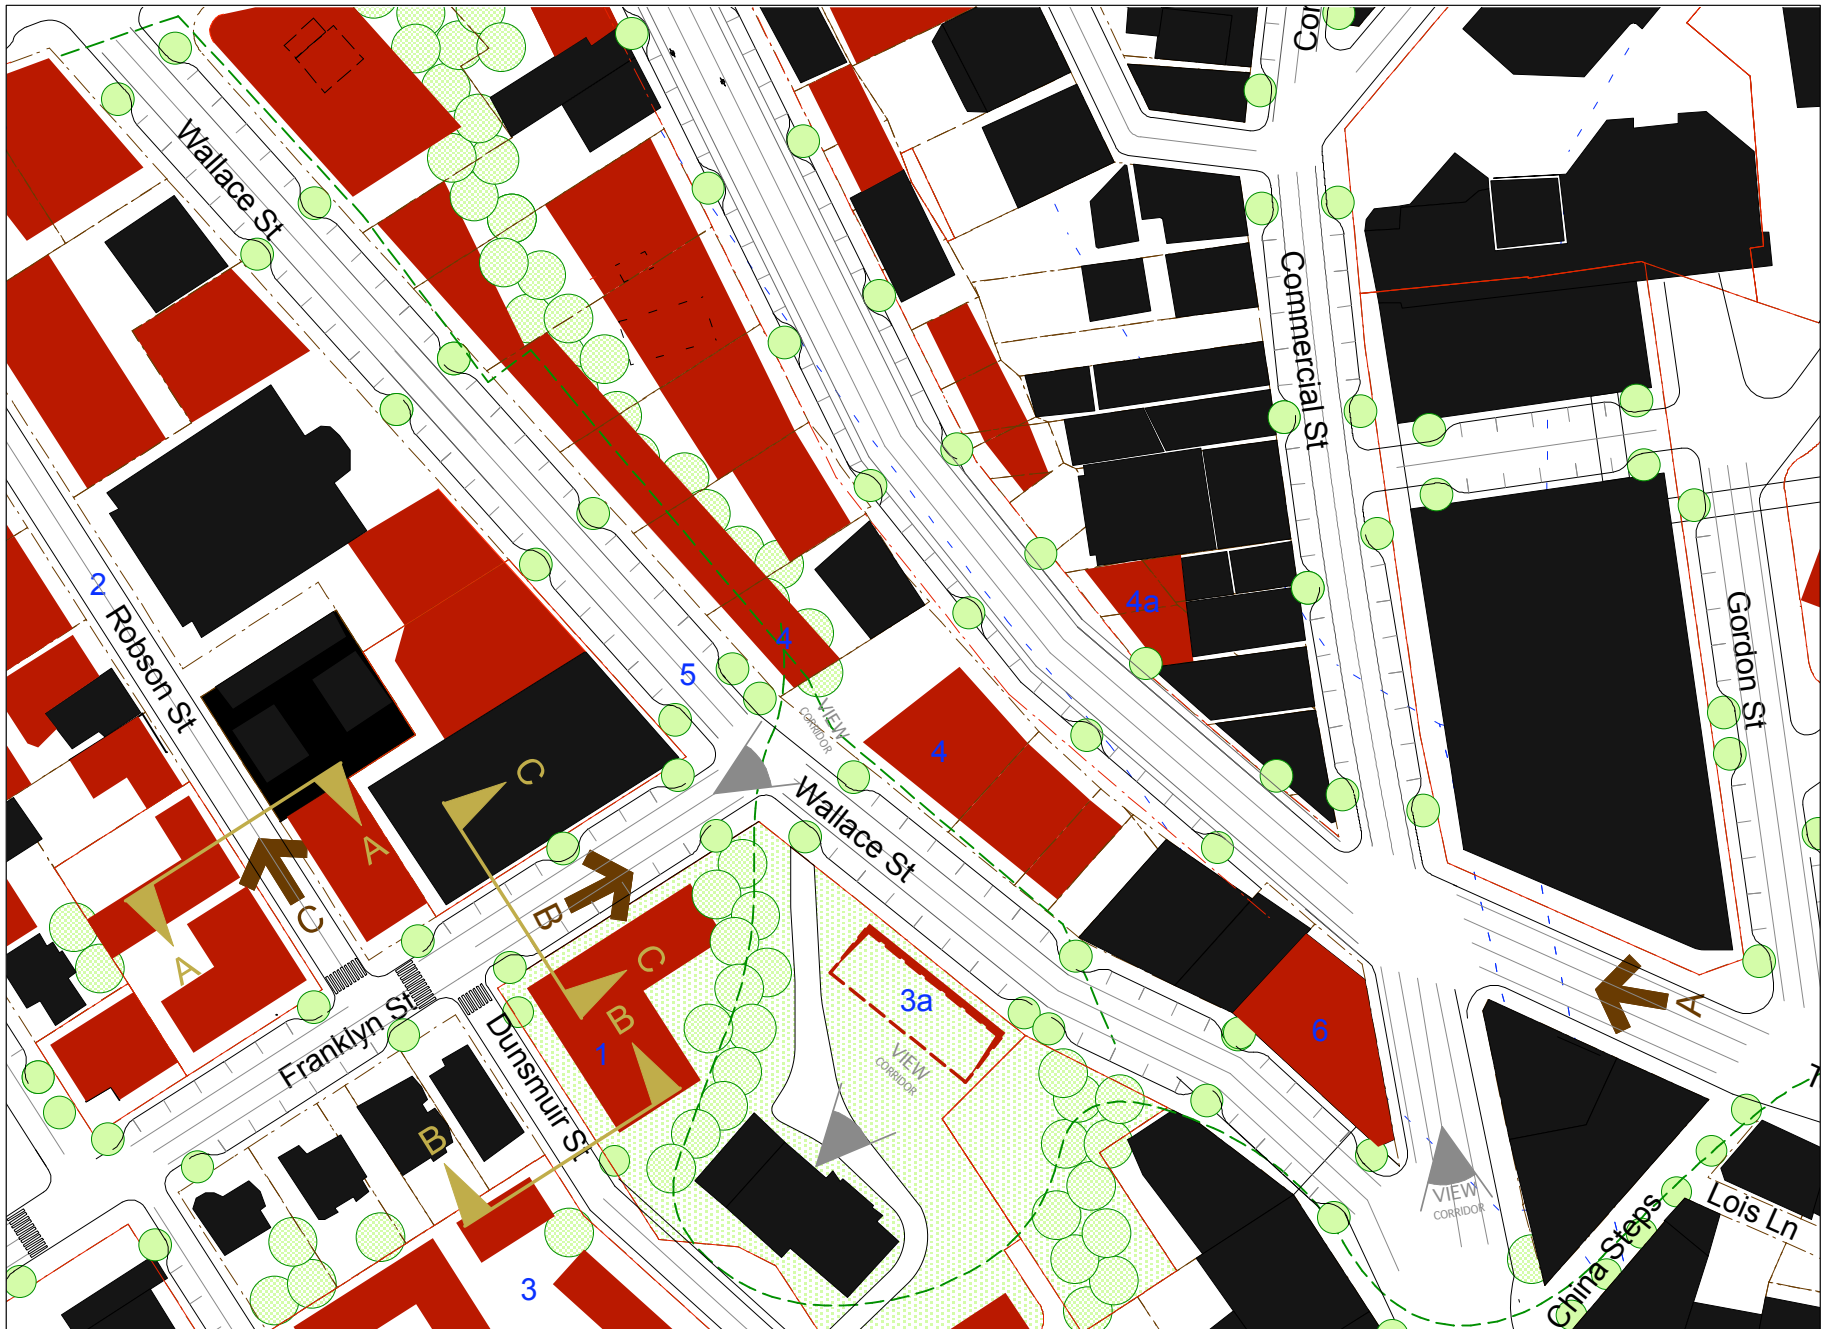 Wallace St
Co
Commercial St
2
Robson St
4
4a
5
VIEW
CORRIDOR
4
Gordon St
C
A
Wallace St
C
B
A
C
3a
B
1
6
A
VIEW
CORRIDOR
Franklyn St
Dunsmuir St
B
VIEW
CORRIDOR
T
Lois Ln
China Steps
3